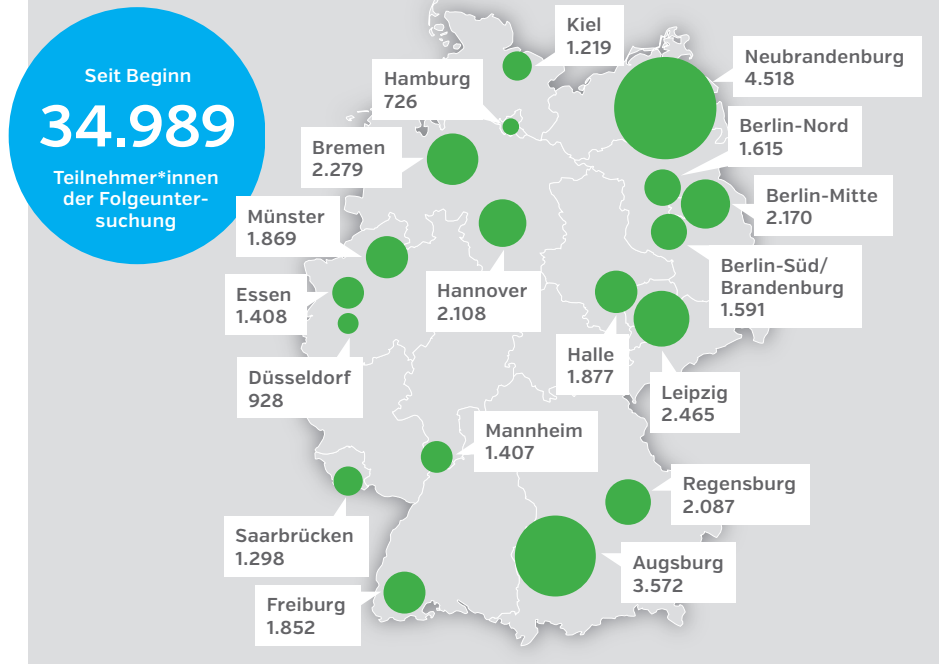 Seit Beginn
34.989
Teilnehmer*innen
der Folgeunter-
suchung
Kiel
1.219
Neubrandenburg
4.518
Hamburg
726
Berlin-Nord
1.615
Bremen
2.279
Berlin-Mitte
2.170
Münster
1.869
Berlin-Süd/
Brandenburg
1.591
Essen
1.408
Hannover
2.108
Halle
1.877
Düsseldorf
928
Leipzig
2.465
Mannheim
1.407
Regensburg
2.087
Saarbrücken
1.298
Augsburg
3.572
Freiburg
1.852